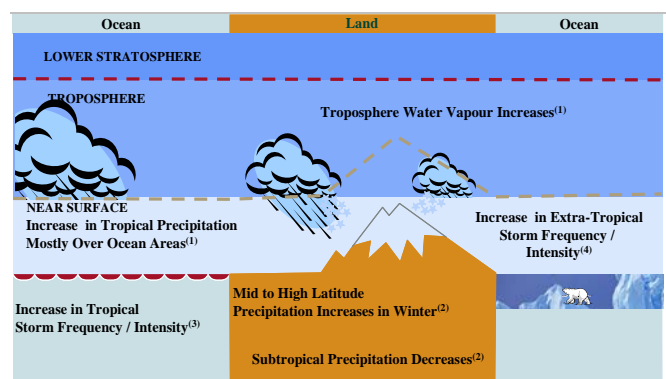 Ocean
Land
Ocean
LOWER STRATOSPHERE
TROPOSPHERE
Troposphere Water Vapour Increases(1)
NEAR SURFACE
Increase in Tropical Precipitation
Mostly Over Ocean Areas(1)
Increase in Extra-Tropical
Storm Frequency /
Intensity(4)
Increase in Tropical
Storm Frequency / Intensity(3)
Mid to High Latitude
Precipitation Increases in Winter(2)
Subtropical Precipitation Decreases(2)